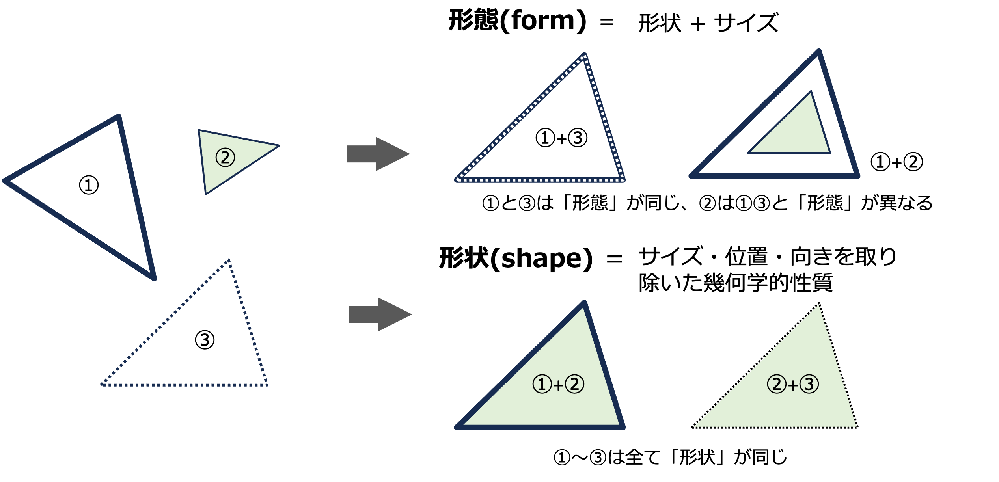 形態(form) = 形状 + サイズ
①
②
③
①+③
①+②
①と③は「形態」が同じ、②は①③と「形態」が異なる
形状(shape) = サイズ・位置・向きを取り
除いた幾何学的性質
①+②
②+③
①～③は全て「形状」が同じ